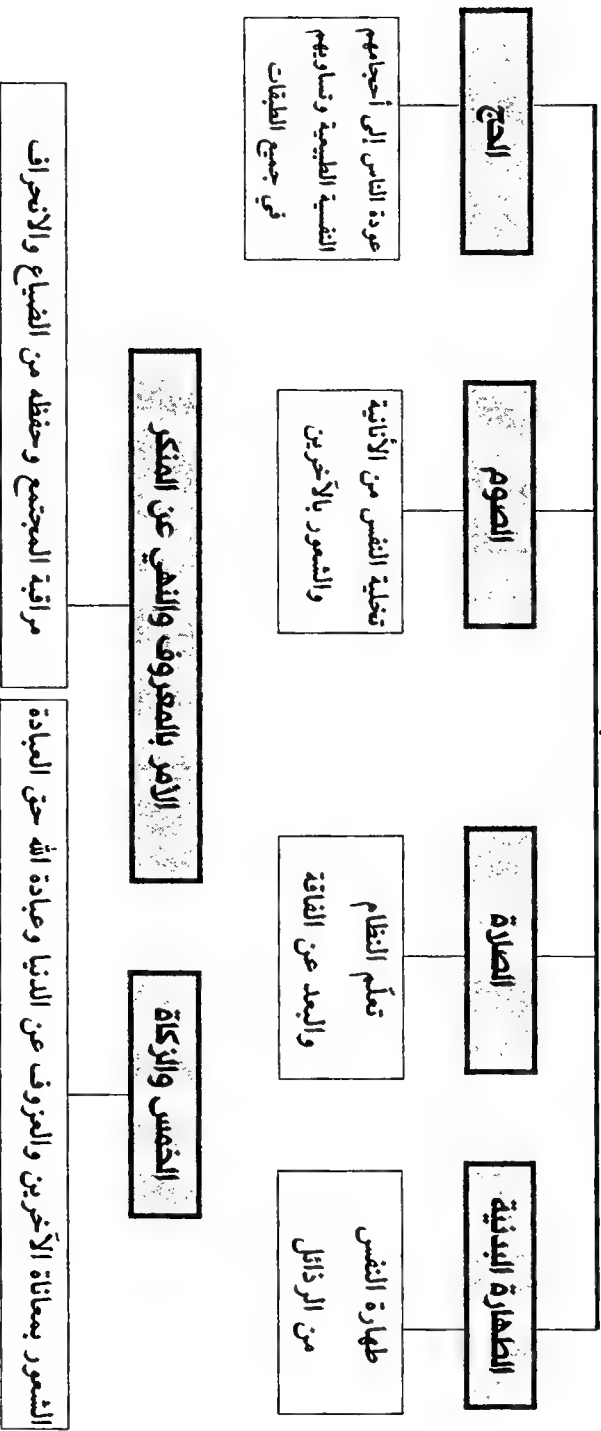 الطهارة البدنية
طهارة النفس
من الرذائل
الصلاة
تعلّم النظام
والبعد عن الفاقة
الصوم
تخلية النفس من الأنانية
والشعور بالآخرين
الحج
عودة الناس إلى أحجامهم
النفسية الطبيعية وتساويهم
في جميع الطبقات
الخمس والزكاة
الشعور بمعاناة الآخرين والعزوف عن الدنيا وعبادة الله حق العبادة
الأمر بالمعروف والنهي عن المنكر
مراقبة المجتمع وحفظه من الضياع والانحراف